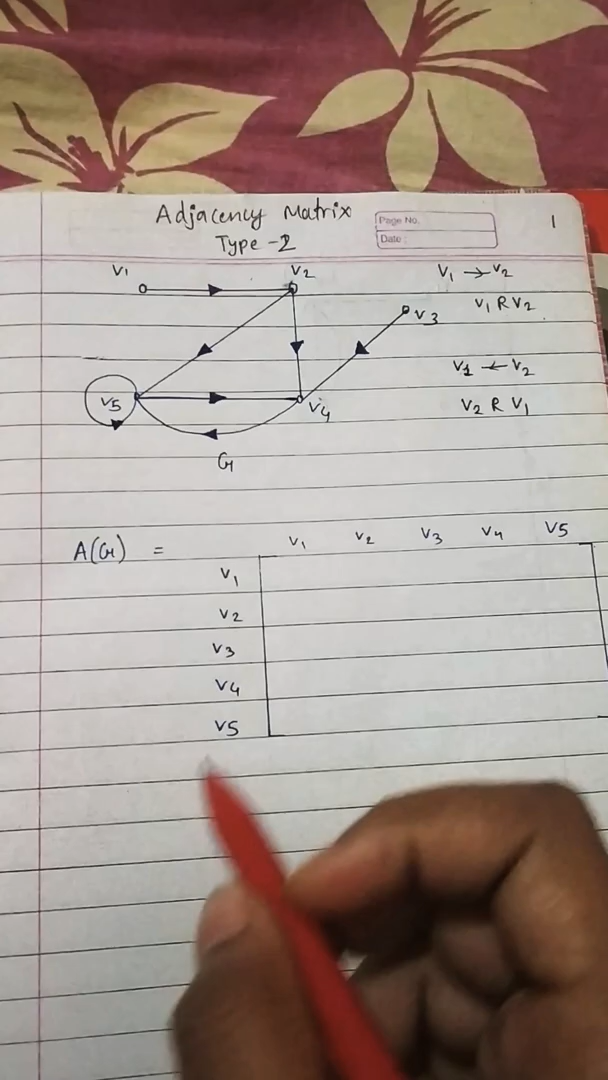 Adjacency Matrix
Type-2
Page No.
Date :
1
V1
V2
V3
V5
V4
G
V1 → V2
V1 R V2
V1 ← V2
V2 R V1
A(G) =
V1 V2 V3 V4 V5
V1
V2
V3
V4
V5